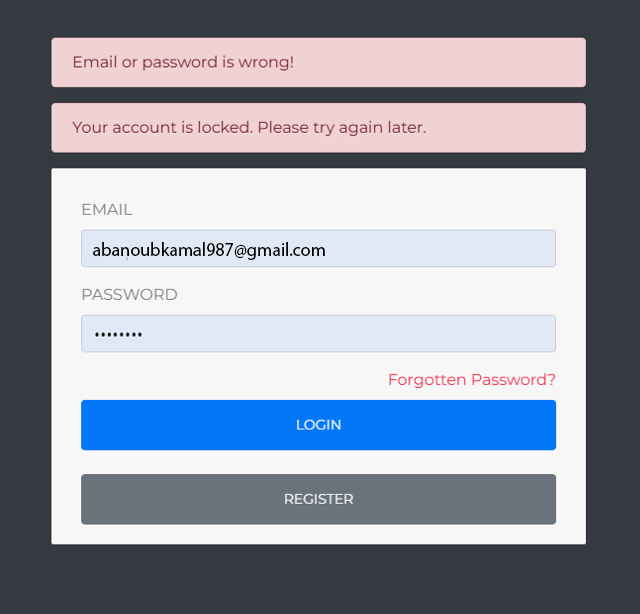 Email or password is wrong!
Your account is locked. Please try again later.
EMAIL
abanoubkamal987@gmail.com
PASSWORD
••••••••
Forgotten Password?
LOGIN
REGISTER